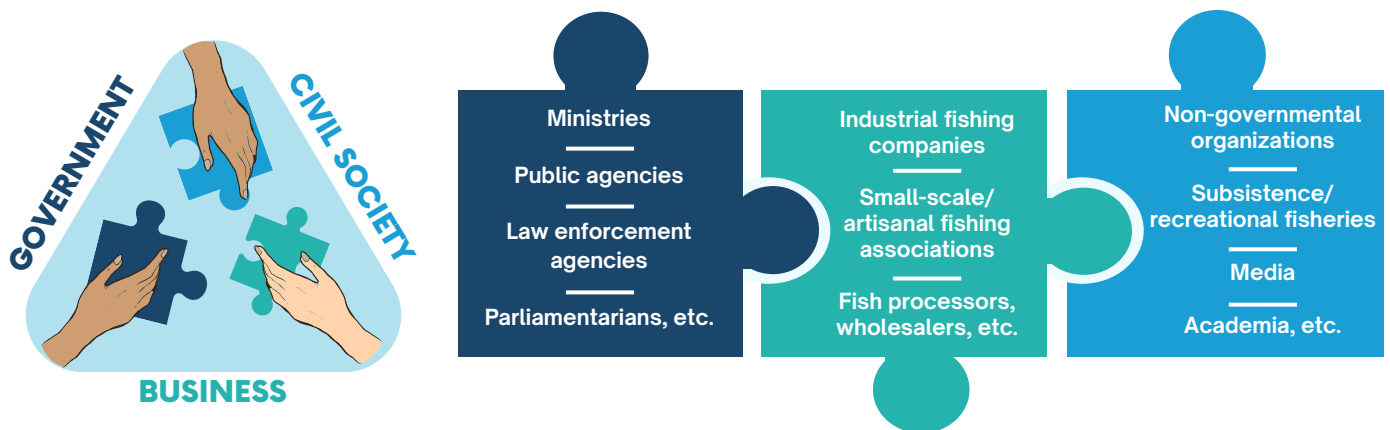 GOVERNMENT
CIVIL SOCIETY
BUSINESS
Ministries
Public agencies
Law enforcement
agencies
Parliamentarians, etc.
Industrial fishing
companies
Small-scale/
artisanal fishing
associations
Fish processors,
wholesalers, etc.
Non-governmental
organizations
Subsistence/
recreational fisheries
Media
Academia, etc.